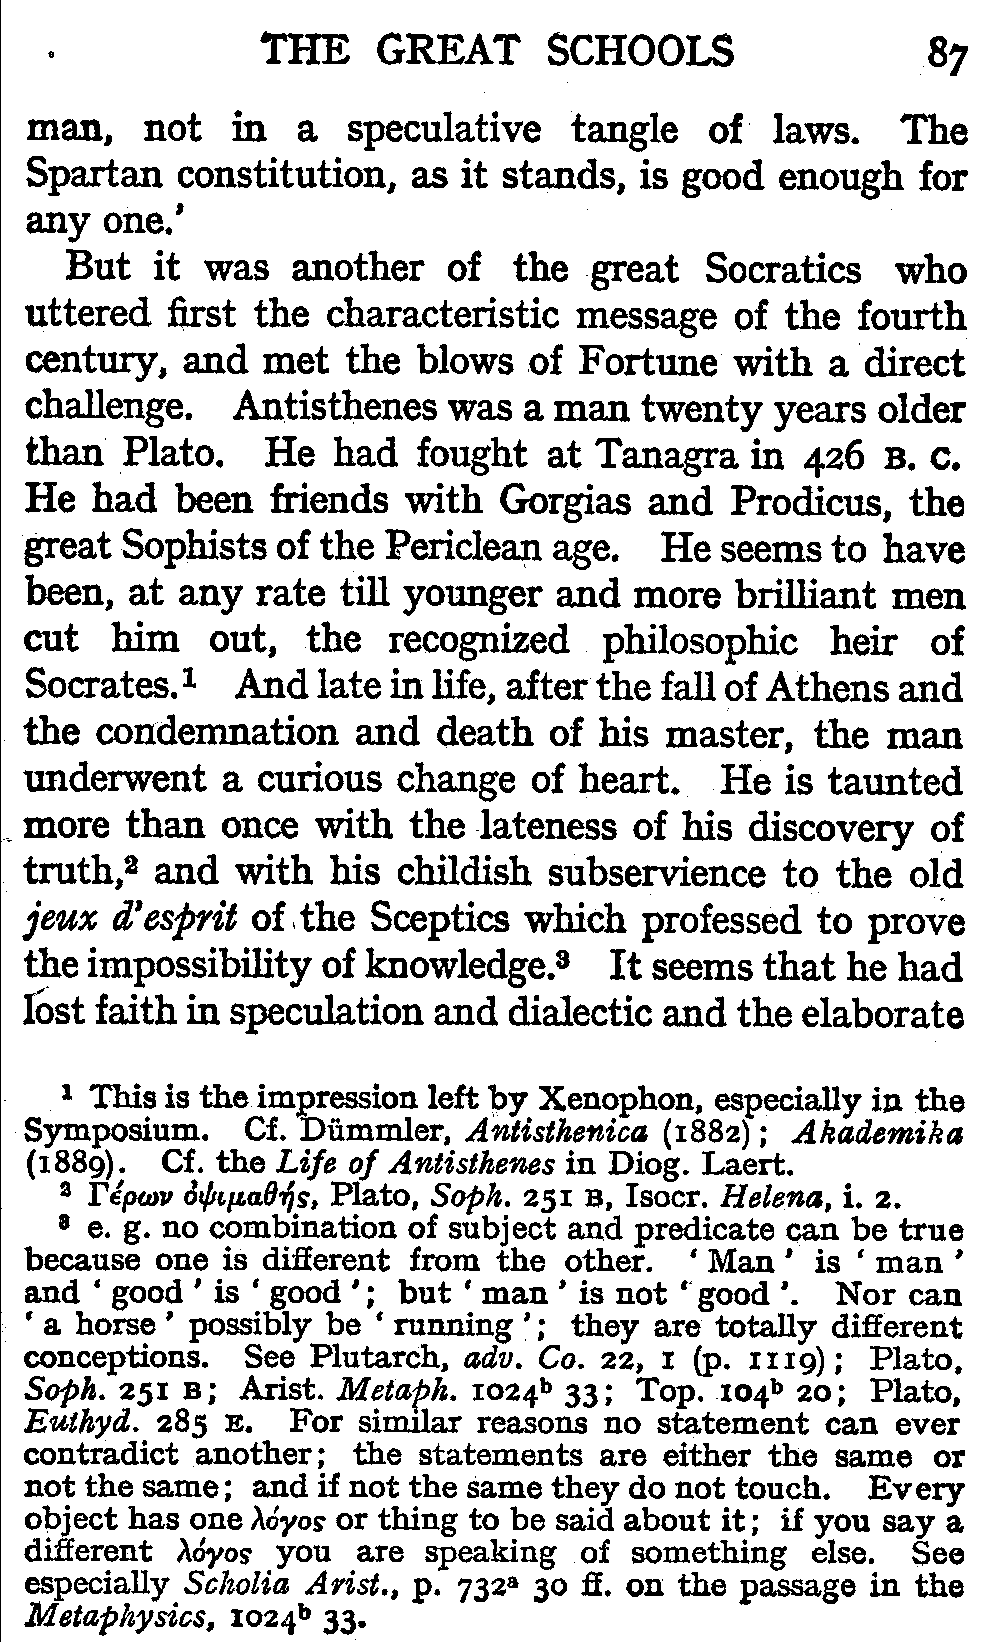 THE GREAT SCHOOLS 87
man, not in a speculative tangle of laws. The
Spartan constitution, as it stands, is good enough for
any one.’
But it was another of the great Socratics who
uttered first the characteristic message of the fourth
century, and met the blows of Fortune with a direct
challenge. Antisthenes was a man twenty years older
than Plato. He had fought at Tanagra in 426 B. C.
He had been friends with Gorgias and Prodicus, the
great Sophists of the Periclean age. He seems to have
been, at any rate till younger and more brilliant men
cut him out, the recognized philosophic heir of
Socrates.¹ And late in life, after the fall of Athens and
the condemnation and death of his master, the man
underwent a curious change of heart. He is taunted
more than once with the lateness of his discovery of
truth,² and with his childish subservience to the old
jeux d’esprit of the Sceptics which professed to prove
the impossibility of knowledge.³ It seems that he had
lost faith in speculation and dialectic and the elaborate
¹ This is the impression left by Xenophon, especially in the
Symposium. Cf. Dümmler, Antisthenica (1882); Akademika
(1889). Cf. the Life of Antisthenes in Diog. Laert.
² Γέρων ὀψιμαθής, Plato, Soph. 251 B, Isocr. Helena, i. 2.
³ e. g. no combination of subject and predicate can be true
because one is different from the other. ‘ Man ’ is ‘ man ’
and ‘ good ’ is ‘ good ’; but ‘ man ’ is not ‘ good ’. Nor can
‘ a horse ’ possibly be ‘ running ’; they are totally different
conceptions. See Plutarch, adv. Co. 22, 1 (p. 1119); Plato,
Soph. 251 B; Arist. Metaph. 1024ᵇ 33; Top. 104ᵇ 20; Plato,
Euthyd. 285 E. For similar reasons no statement can ever
contradict another; the statements are either the same or
not the same; and if not the same they do not touch. Every
object has one λόγος or thing to be said about it; if you say a
different λόγος you are speaking of something else. See
especially Scholia Arist., p. 732ᵃ 30 ff. on the passage in the
Metaphysics, 1024ᵇ 33.